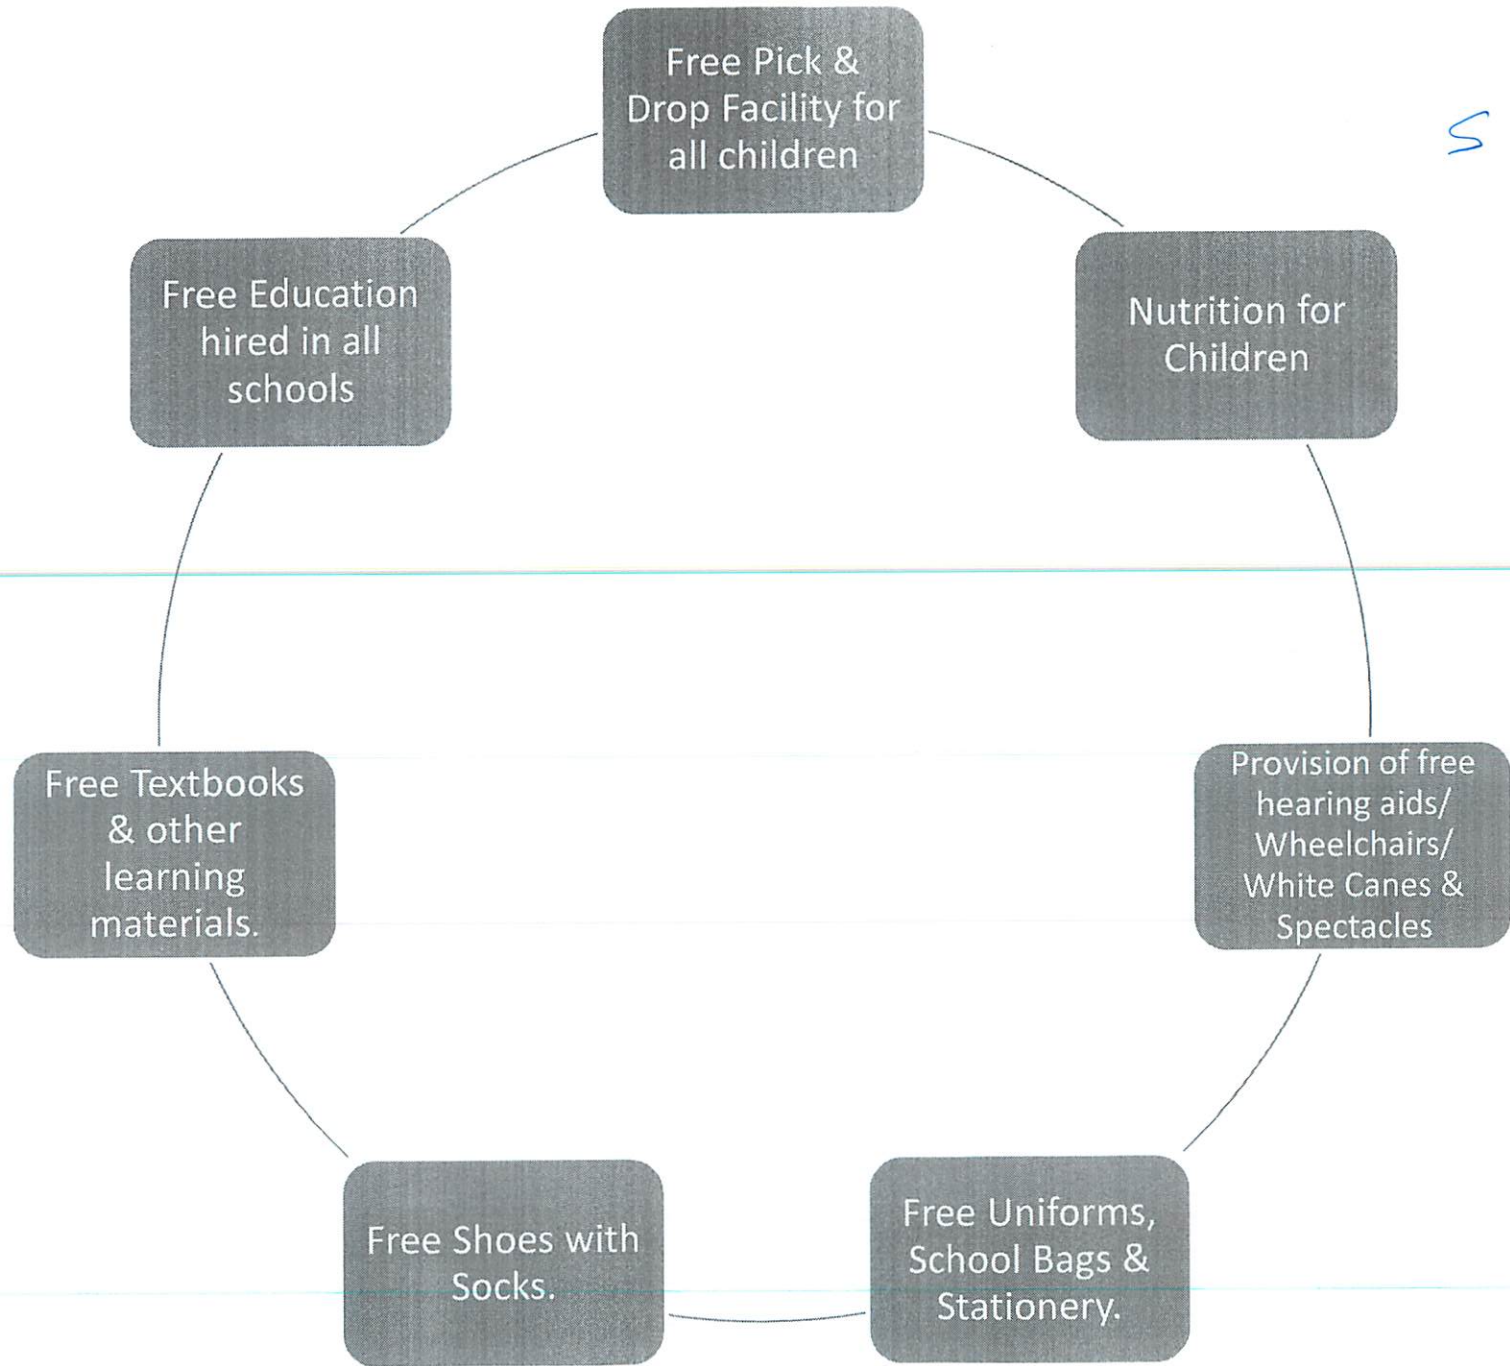 Free Pick &
Drop Facility for
all children
Nutrition for
Children
Provision of free
hearing aids/
Wheelchairs/
White Canes &
Spectacles
Free Uniforms,
School Bags &
Stationery.
Free Shoes with
Socks.
Free Textbooks
& other
learning
materials.
Free Education
hired in all
schools